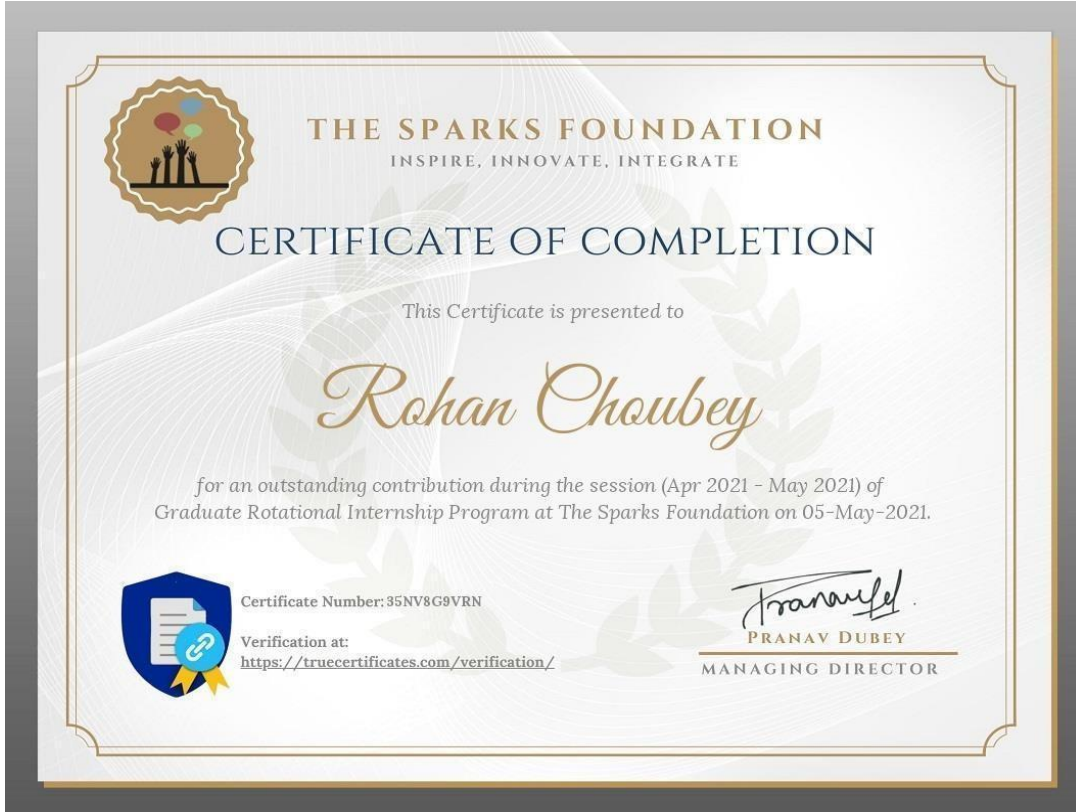 THE SPARKS FOUNDATION
INSPIRE, INNOVATE, INTEGRATE
CERTIFICATE OF COMPLETION
This Certificate is presented to
Rohan Choubey
for an outstanding contribution during the session (Apr 2021 - May 2021) of
Graduate Rotational Internship Program at The Sparks Foundation on 05-May-2021.
Certificate Number: 35NV8G9VRN
Verification at:
https://truecertificates.com/verification/
PRANAV DUBEY
MANAGING DIRECTOR